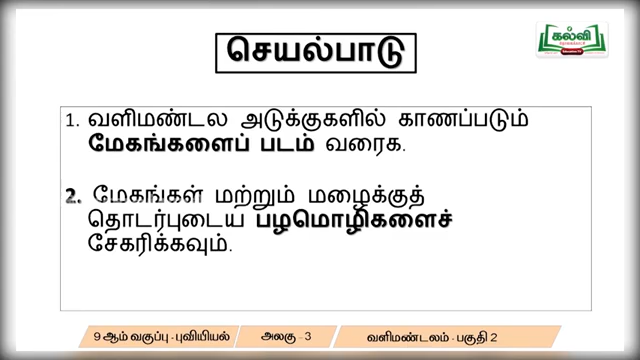 செயல்பாடு
கல்வி
1. வளிமண்டல அடுக்குகளில் காணப்படும்
மேகங்களைப் படம் வரைக.
2. மேகங்கள் மற்றும் மழைக்குத்
தொடர்புடைய பழமொழிகளைச்
சேகரிக்கவும்.
9 ஆம் வகுப்பு - புவியியல்
அலகு - 3
வளிமண்டலம் - பகுதி 2